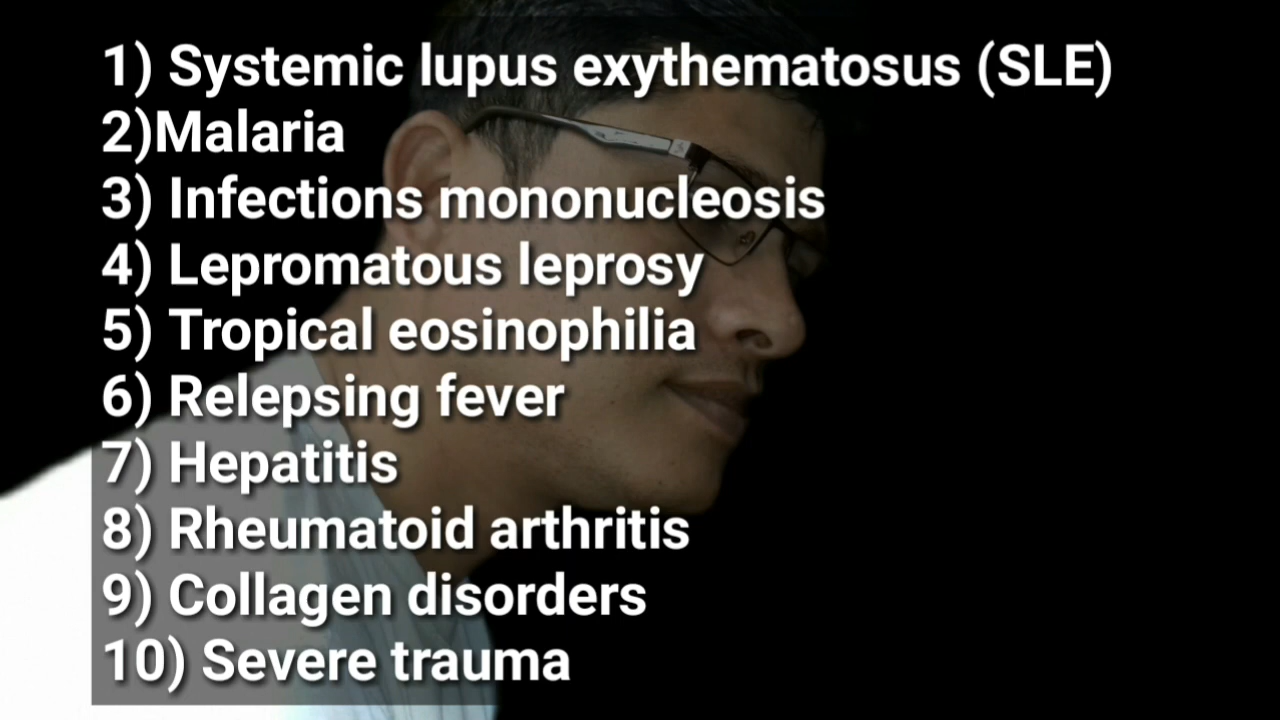 1) Systemic lupus exythematosus (SLE)
2)Malaria
3) Infections mononucleosis
4) Lepromatous leprosy
5) Tropical eosinophilia
6) Relepsing fever
7) Hepatitis
8) Rheumatoid arthritis
9) Collagen disorders
10) Severe trauma